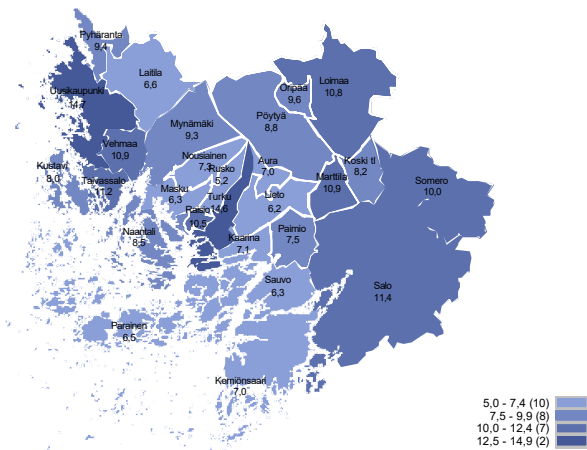 Pyhäranta
9,4
Laitila
6,6
Uusikaupunki
14,7
Vehmaa
10,9
Kustavi
8,0
Taivassalo
11,2
Mynämäki
9,3
Oripää
9,6
Loimaa
10,8
Pöytyä
8,8
Nousiainen
7,3
Rusko
5,2
Aura
7,0
Koski tl
8,2
Marttila
10,9
Somero
10,0
Masku
6,3
Turku
14,6
Lieto
6,2
Raisio
10,5
Naantali
8,5
Kaarina
7,1
Paimio
7,5
Sauvo
6,3
Salo
11,4
Parainen
6,5
Kemiönsaari
7,0
5,0 - 7,4 (10)
7,5 - 9,9 (8)
10,0 - 12,4 (7)
12,5 - 14,9 (2)